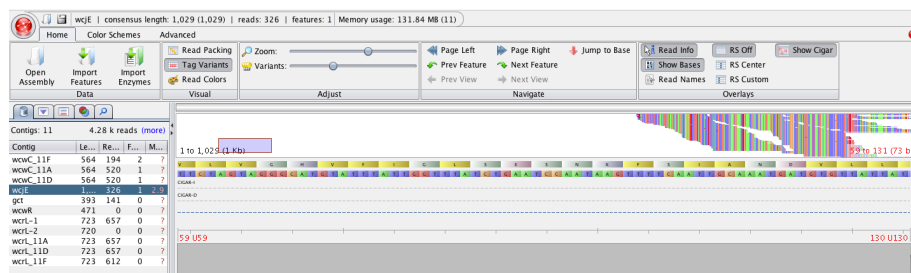 wcjE | consensus length: 1,029 (1,029) | reads: 326 | features: 1 | Memory usage: 131.84 MB (11)
Home Color Schemes Advanced
Read Packing Zoom: Page Left Page Right Jump to Base Read Info RS Off Show Cigar
Open Assembly Import Features Import Enzymes Tag Variants Variants: Prev Feature Next Feature Show Bases RS Center
Read Colors Prev View Next View Read Names RS Custom
Data Visual Adjust Navigate Overlays
Contigs: 11 4.28 k reads (more)
Contig Le... Re... F... M...
1 to 1,029 (1 Kb) 59 to 131 (73 b
wcwC_11F 564 194 2 ?
wcwC_11A 564 520 1 ?
wcwC_11D 564 520 1 ?
wcjE 1,... 326 1 2.9
gct 393 141 0 ?
wcwR 471 0 0 ?
wcrL-1 723 657 0 ?
wcrL-2 720 0 0 ?
wcrL_11A 723 657 0 ?
wcrL_11D 723 657 0 ?
wcrL_11F 723 612 0 ?
CIGAR-I
CIGAR-D
59 U59 130 U130